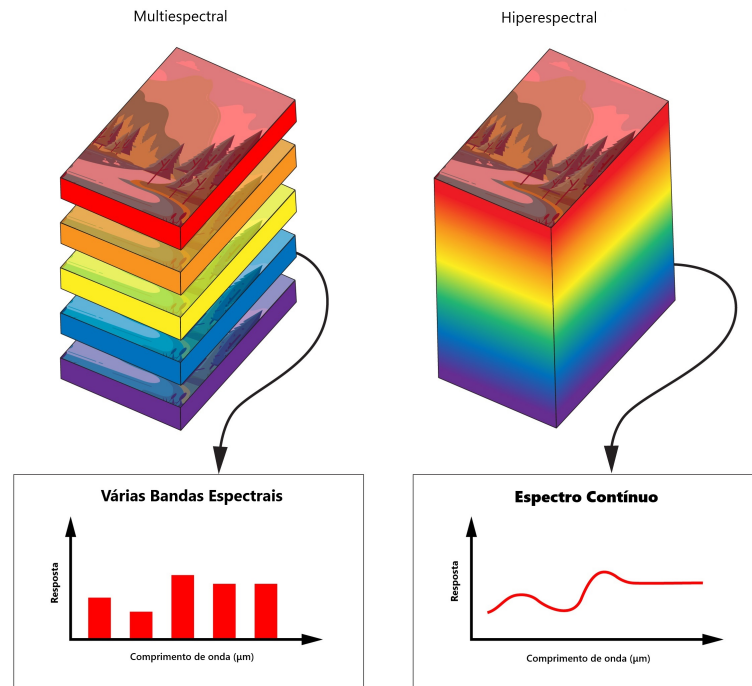 Multiespectral
Hiperespectral
Várias Bandas Espectrais
Resposta
Comprimento de onda (μm)
Espectro Contínuo
Resposta
Comprimento de onda (μm)